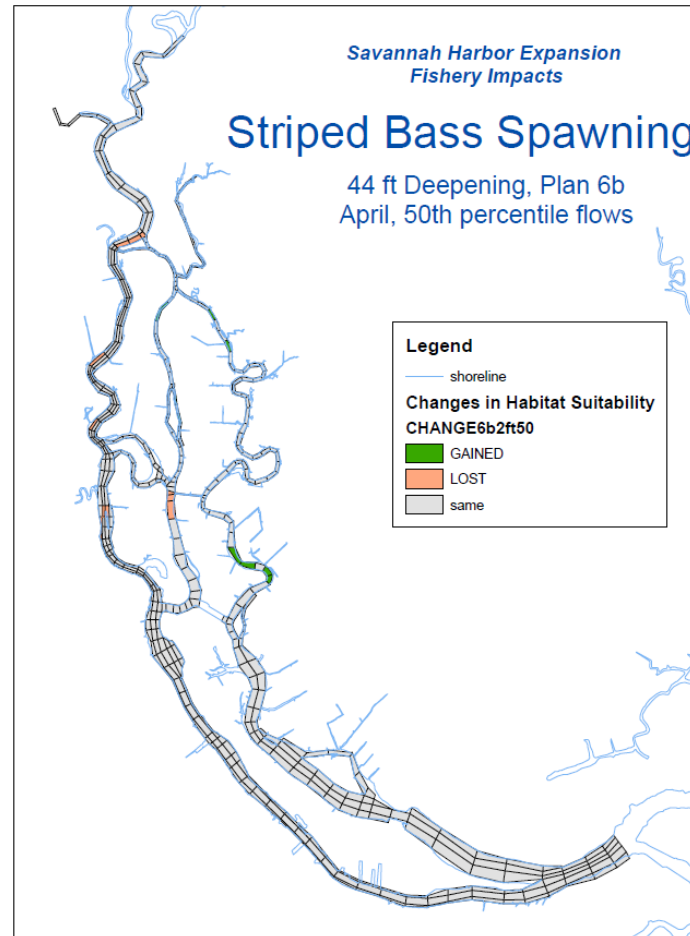 Savannah Harbor Expansion
Fishery Impacts
Striped Bass Spawning
44 ft Deepening, Plan 6b
April, 50th percentile flows
Legend
shoreline
Changes in Habitat Suitability
CHANGE6b2ft50
GAINED
LOST
same